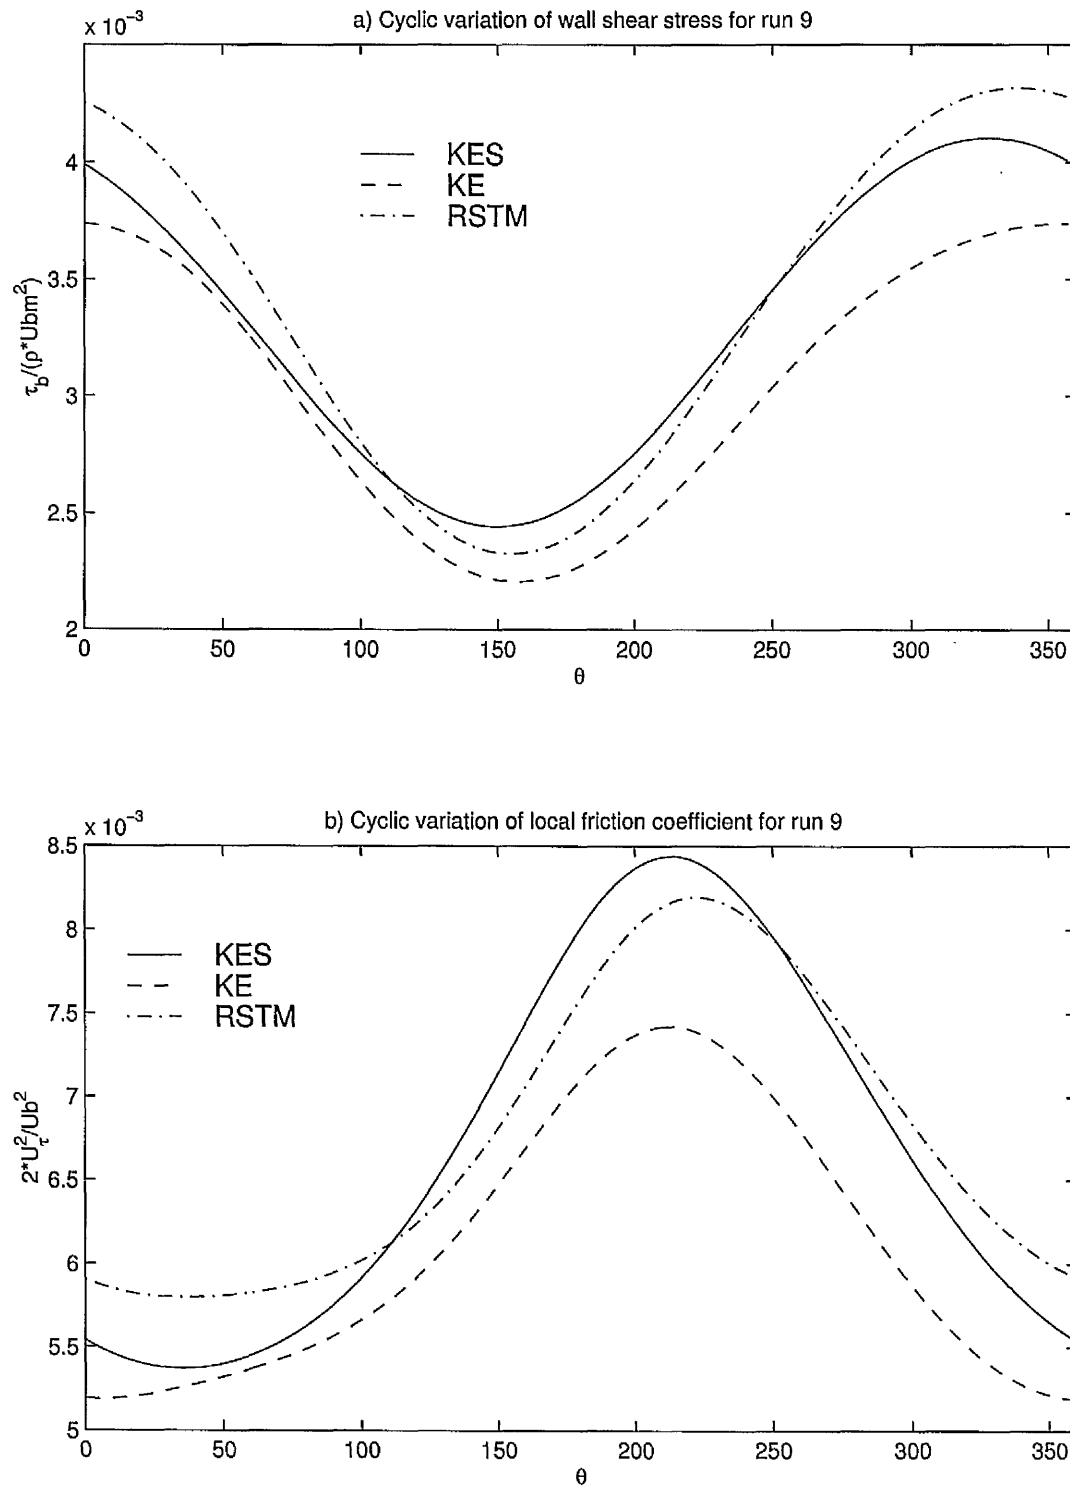 x 10⁻³
a) Cyclic variation of wall shear stress for run 9
4
3.5
3
2.5
2
τ_b/(ρ*Ubm²)
KES
KE
RSTM
0 50 100 150 200 250 300 350
θ
x 10⁻³
b) Cyclic variation of local friction coefficient for run 9
8.5
8
7.5
7
6.5
6
5.5
5
2*U_τ²/Ub²
KES
KE
RSTM
0 50 100 150 200 250 300 350
θ